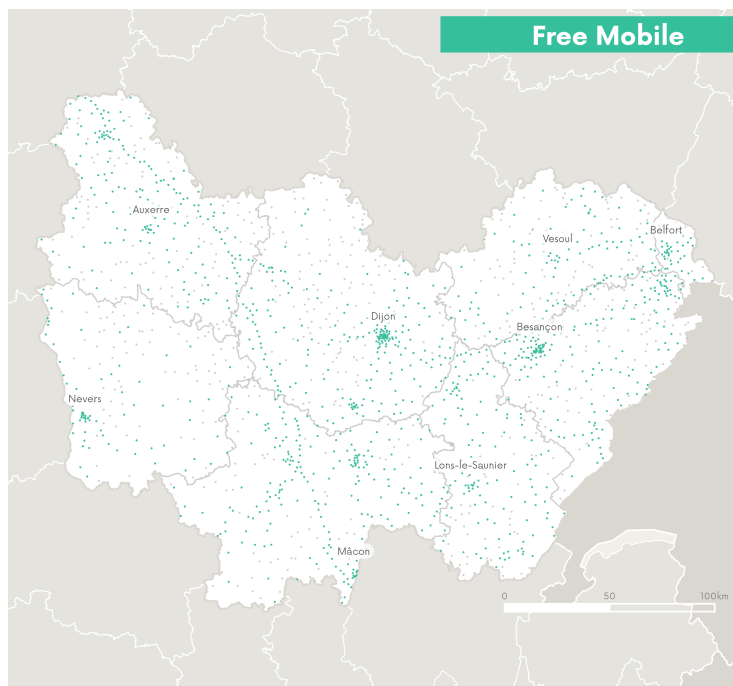 Free Mobile
Auxerre
Belfort
Vesoul
Dijon
Besançon
Nevers
Lons-le-Saunier
Mâcon
0 50 100km